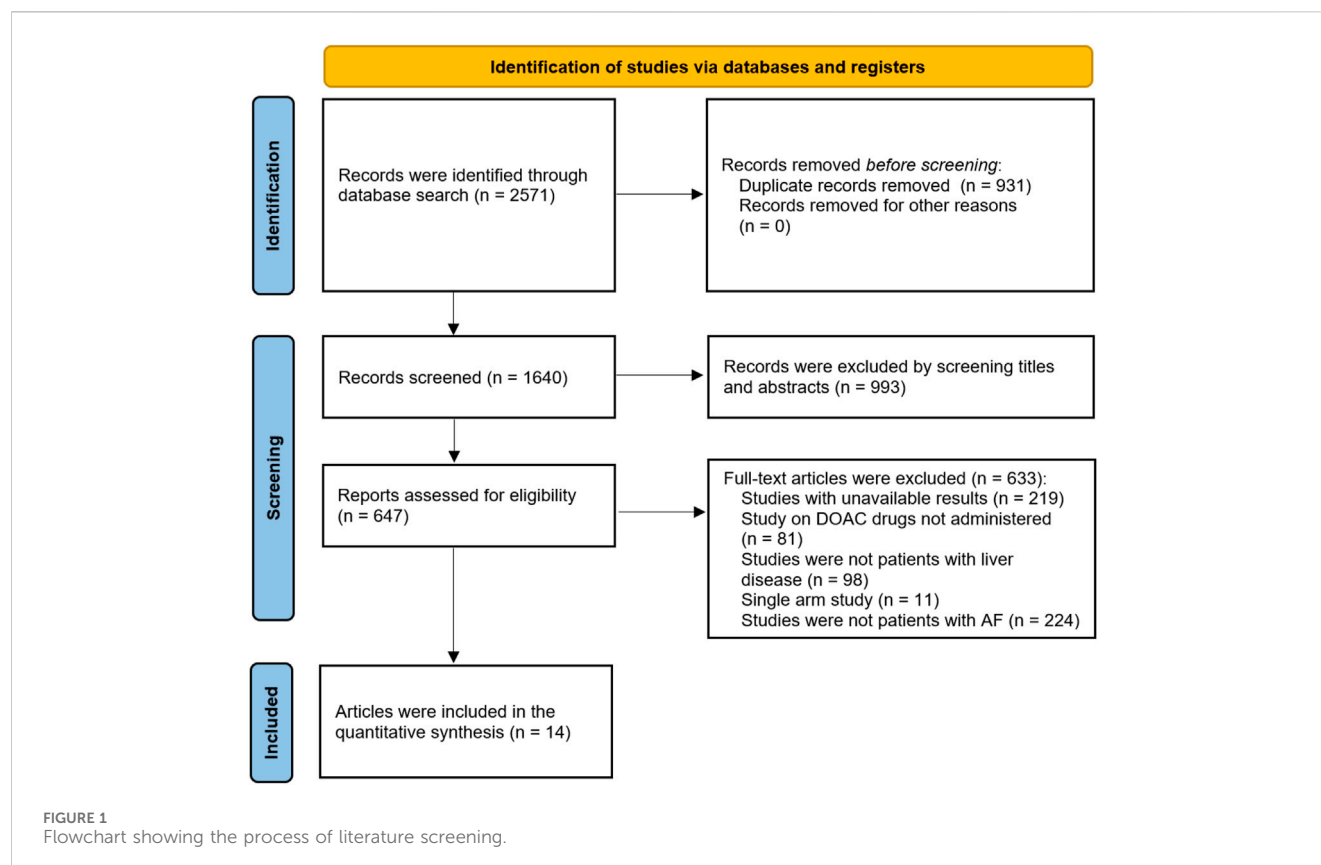 Identification of studies via databases and registers
Identification
Records were identified through
database search (n = 2571)
Records removed before screening:
Duplicate records removed (n = 931)
Records removed for other reasons
(n = 0)
Screening
Records screened (n = 1640)
Records were excluded by screening titles
and abstracts (n = 993)
Reports assessed for eligibility
(n = 647)
Full-text articles were excluded (n = 633):
Studies with unavailable results (n = 219)
Study on DOAC drugs not administered
(n = 81)
Studies were not patients with liver
disease (n = 98)
Single arm study (n = 11)
Studies were not patients with AF (n = 224)
Included
Articles were included in the
quantitative synthesis (n = 14)
FIGURE 1
Flowchart showing the process of literature screening.